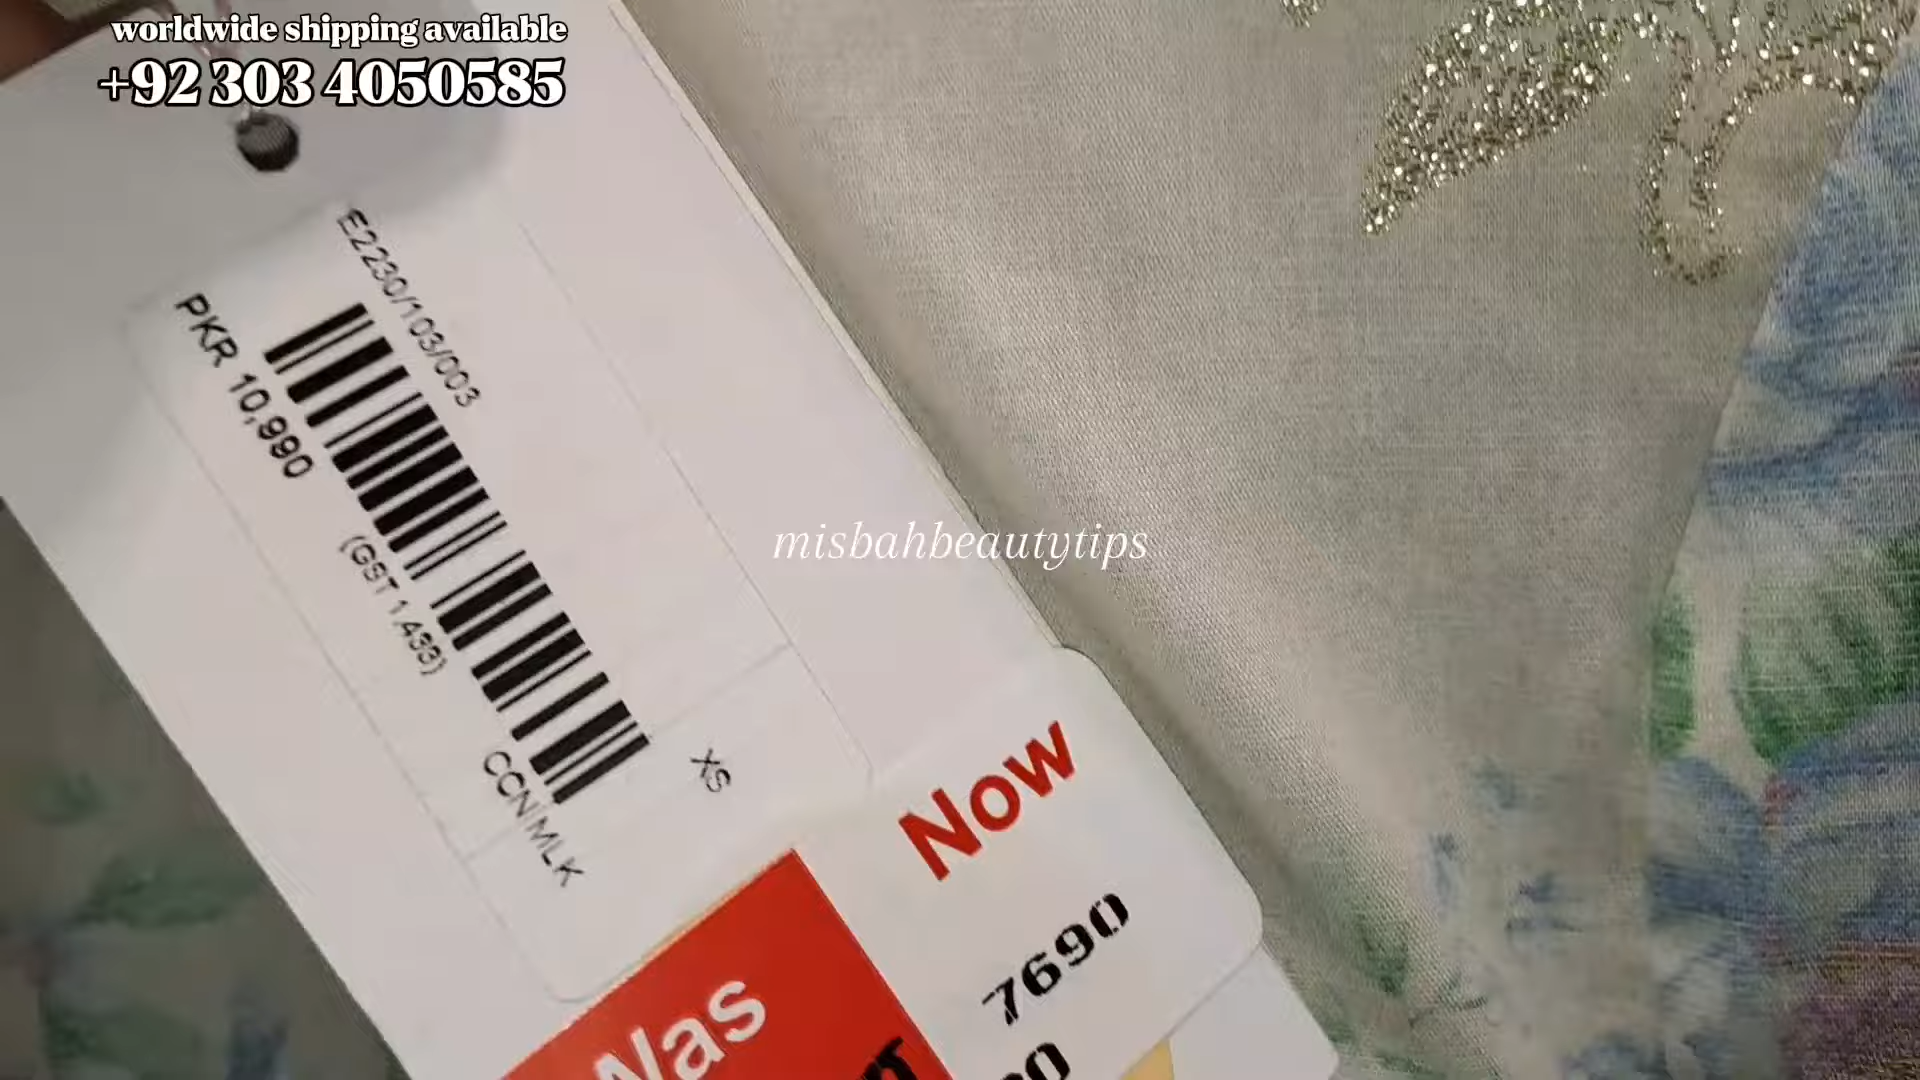 worldwide shipping available
+92 303 4050585
E2230/103/003
PKR 10,990
(GST 1,433)
CCN/MLK
XS
misbahbeautytips
Now
7690
Was